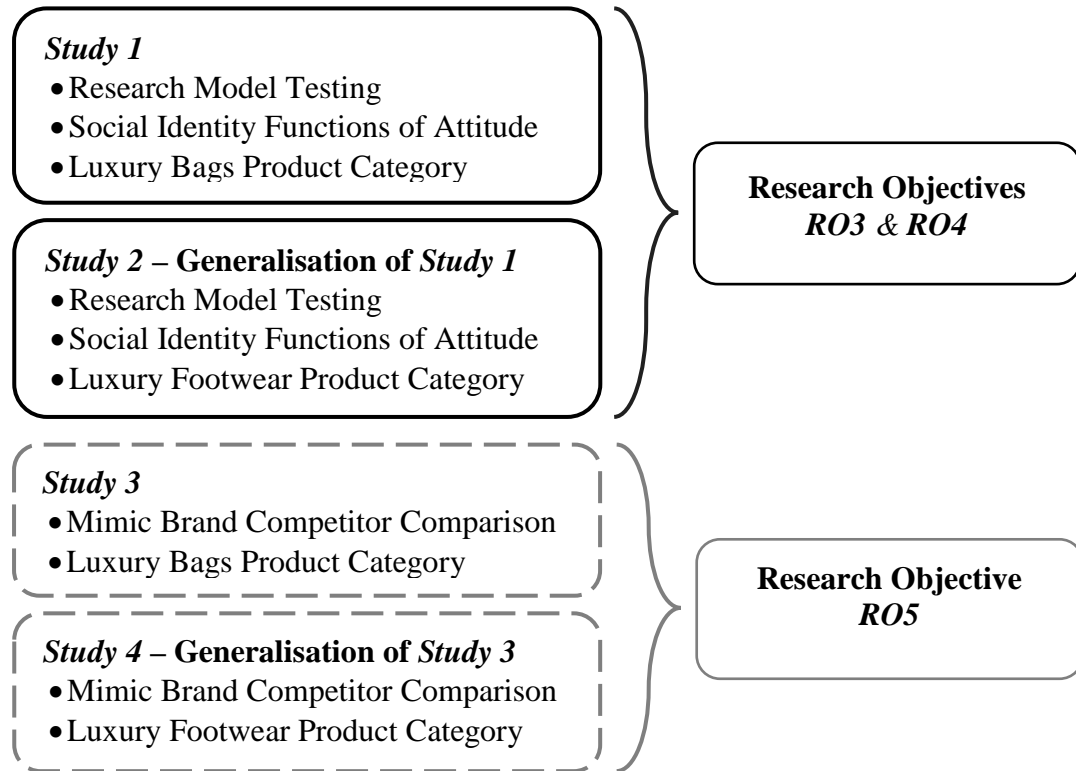 Study 1
•Research Model Testing
•Social Identity Functions of Attitude
•Luxury Bags Product Category
Study 2 – Generalisation of Study 1
•Research Model Testing
•Social Identity Functions of Attitude
•Luxury Footwear Product Category
Research Objectives
RO3 & RO4
Study 3
•Mimic Brand Competitor Comparison
•Luxury Bags Product Category
Study 4 – Generalisation of Study 3
•Mimic Brand Competitor Comparison
•Luxury Footwear Product Category
Research Objective
RO5